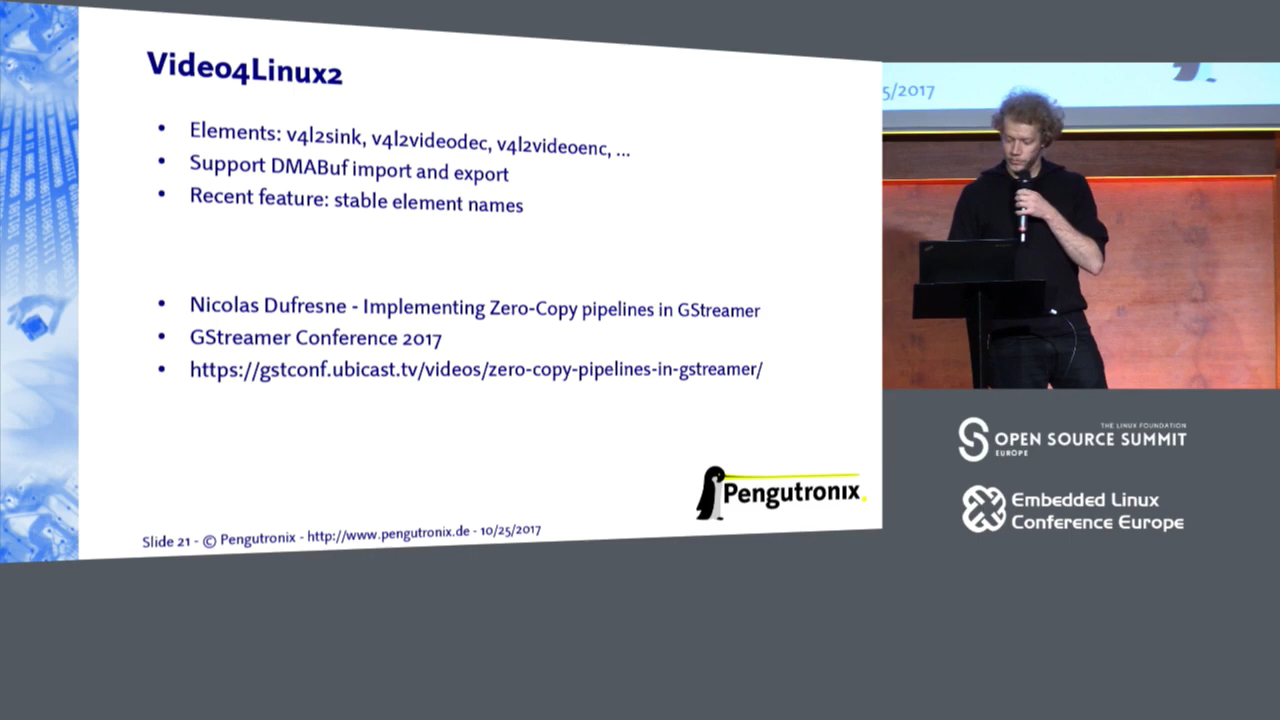 Video4Linux2
• Elements: v4l2sink, v4l2videodec, v4l2videoenc, ...
• Support DMABuf import and export
• Recent feature: stable element names
• Nicolas Dufresne - Implementing Zero-Copy pipelines in GStreamer
• GStreamer Conference 2017
• https://gstconf.ubicast.tv/videos/zero-copy-pipelines-in-gstreamer/
Pengutronix
Slide 21 - © Pengutronix - http://www.pengutronix.de - 10/25/2017
5/2017
THE LINUX FOUNDATION
OPEN SOURCE SUMMIT
EUROPE
Embedded Linux
Conference Europe